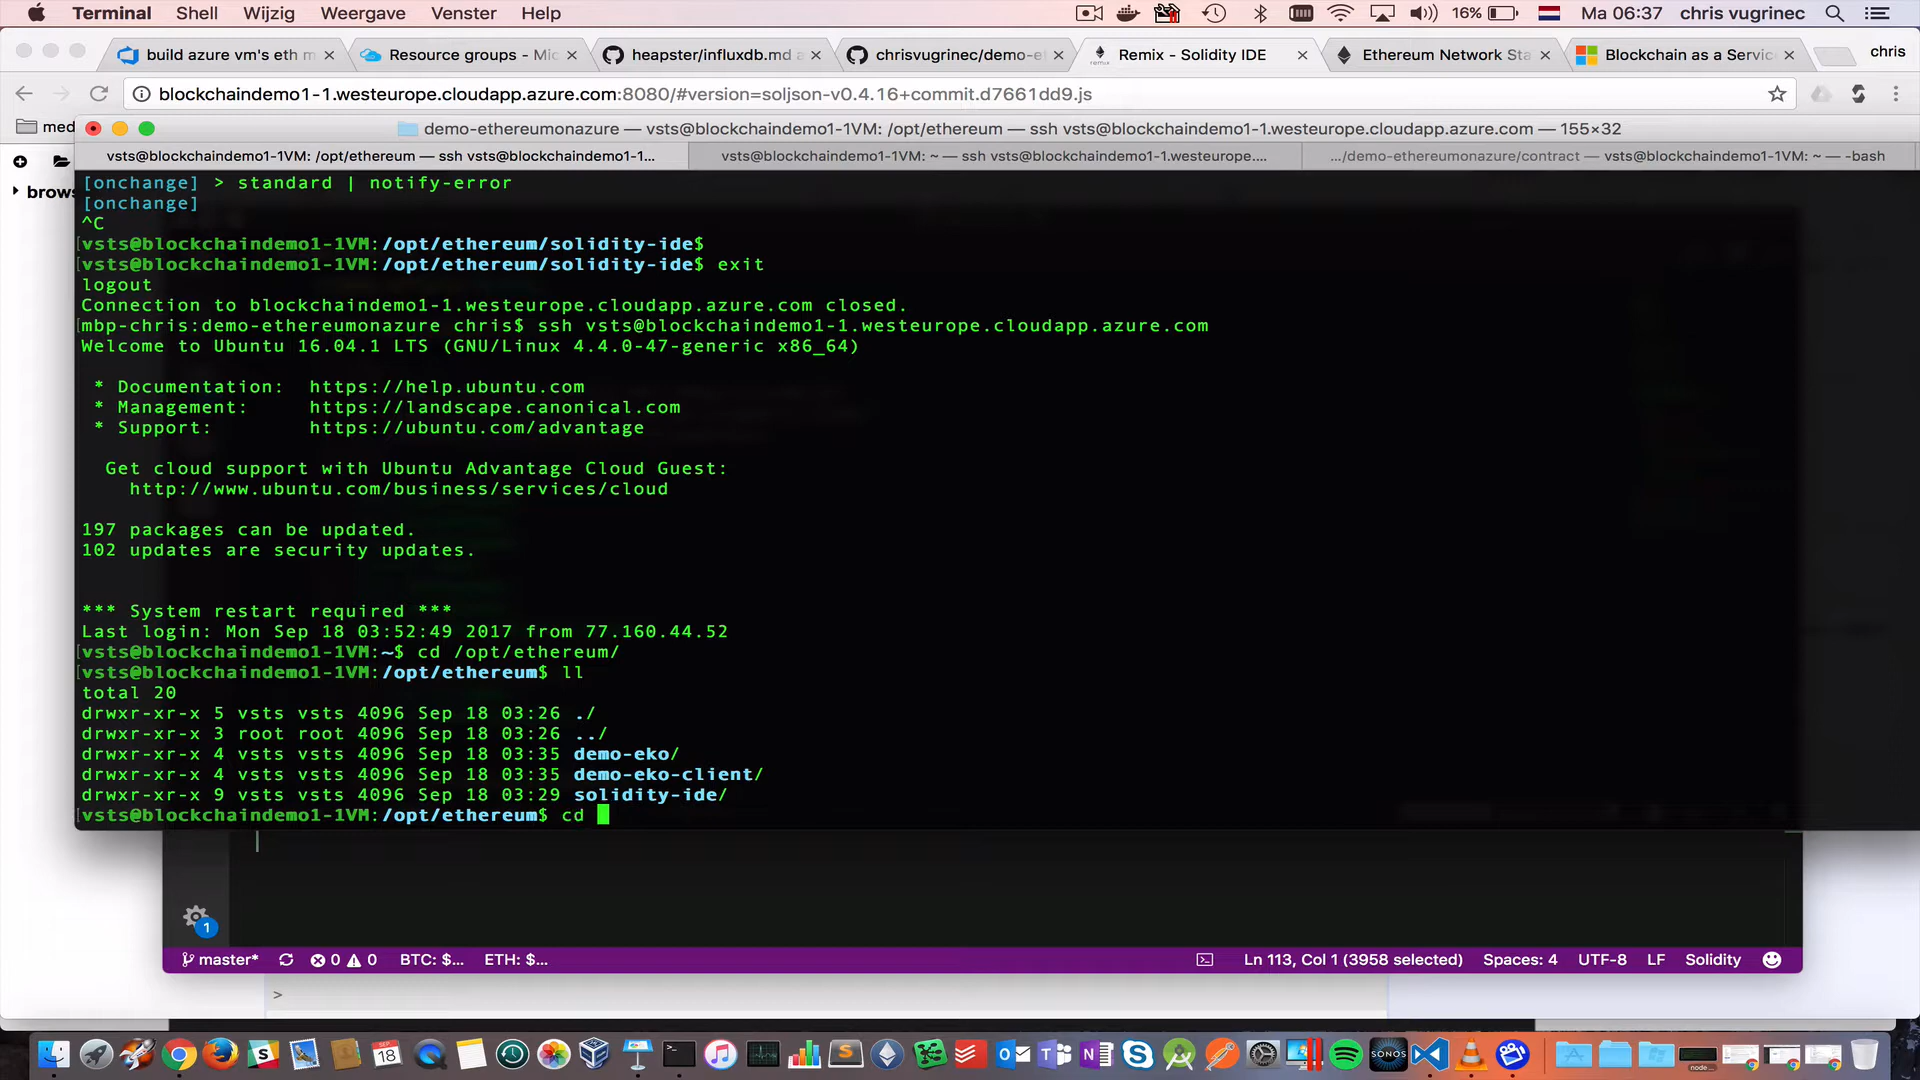 Terminal Shell Wijzig Weergave Venster Help 16% Ma 06:37 chris vugrinec
build azure vm's eth m Resource groups - Mic heapster/influxdb.md a chrisvugrinec/demo-et Remix - Solidity IDE Ethereum Network Sta Blockchain as a Servic chris
blockchaindemo1-1.westeurope.cloudapp.azure.com:8080/#version=soljson-v0.4.16+commit.d7661dd9.js
med
demo-ethereumonazure — vsts@blockchaindemo1-1VM: /opt/ethereum — ssh vsts@blockchaindemo1-1.westeurope.cloudapp.azure.com — 155×32
vsts@blockchaindemo1-1VM: /opt/ethereum — ssh vsts@blockchaindemo1-1... vsts@blockchaindemo1-1VM: ~ — ssh vsts@blockchaindemo1-1.westeurope.... .../demo-ethereumonazure/contract — vsts@blockchaindemo1-1VM: ~ — -bash
brows
[onchange] > standard | notify-error
[onchange]
^C
[vsts@blockchaindemo1-1VM:/opt/ethereum/solidity-ide$
[vsts@blockchaindemo1-1VM:/opt/ethereum/solidity-ide$ exit
logout
Connection to blockchaindemo1-1.westeurope.cloudapp.azure.com closed.
[mbp-chris:demo-ethereumonazure chris$ ssh vsts@blockchaindemo1-1.westeurope.cloudapp.azure.com
Welcome to Ubuntu 16.04.1 LTS (GNU/Linux 4.4.0-47-generic x86_64)
* Documentation: https://help.ubuntu.com
* Management: https://landscape.canonical.com
* Support: https://ubuntu.com/advantage
Get cloud support with Ubuntu Advantage Cloud Guest:
http://www.ubuntu.com/business/services/cloud
197 packages can be updated.
102 updates are security updates.
*** System restart required ***
Last login: Mon Sep 18 03:52:49 2017 from 77.160.44.52
[vsts@blockchaindemo1-1VM:~$ cd /opt/ethereum/
[vsts@blockchaindemo1-1VM:/opt/ethereum$ ll
total 20
drwxr-xr-x 5 vsts vsts 4096 Sep 18 03:26 ./
drwxr-xr-x 3 root root 4096 Sep 18 03:26 ../
drwxr-xr-x 4 vsts vsts 4096 Sep 18 03:35 demo-eko/
drwxr-xr-x 4 vsts vsts 4096 Sep 18 03:35 demo-eko-client/
drwxr-xr-x 9 vsts vsts 4096 Sep 18 03:29 solidity-ide/
[vsts@blockchaindemo1-1VM:/opt/ethereum$ cd
1
master* 0 0 BTC: $... ETH: $... Ln 113, Col 1 (3958 selected) Spaces: 4 UTF-8 LF Solidity
>
18 SONOS